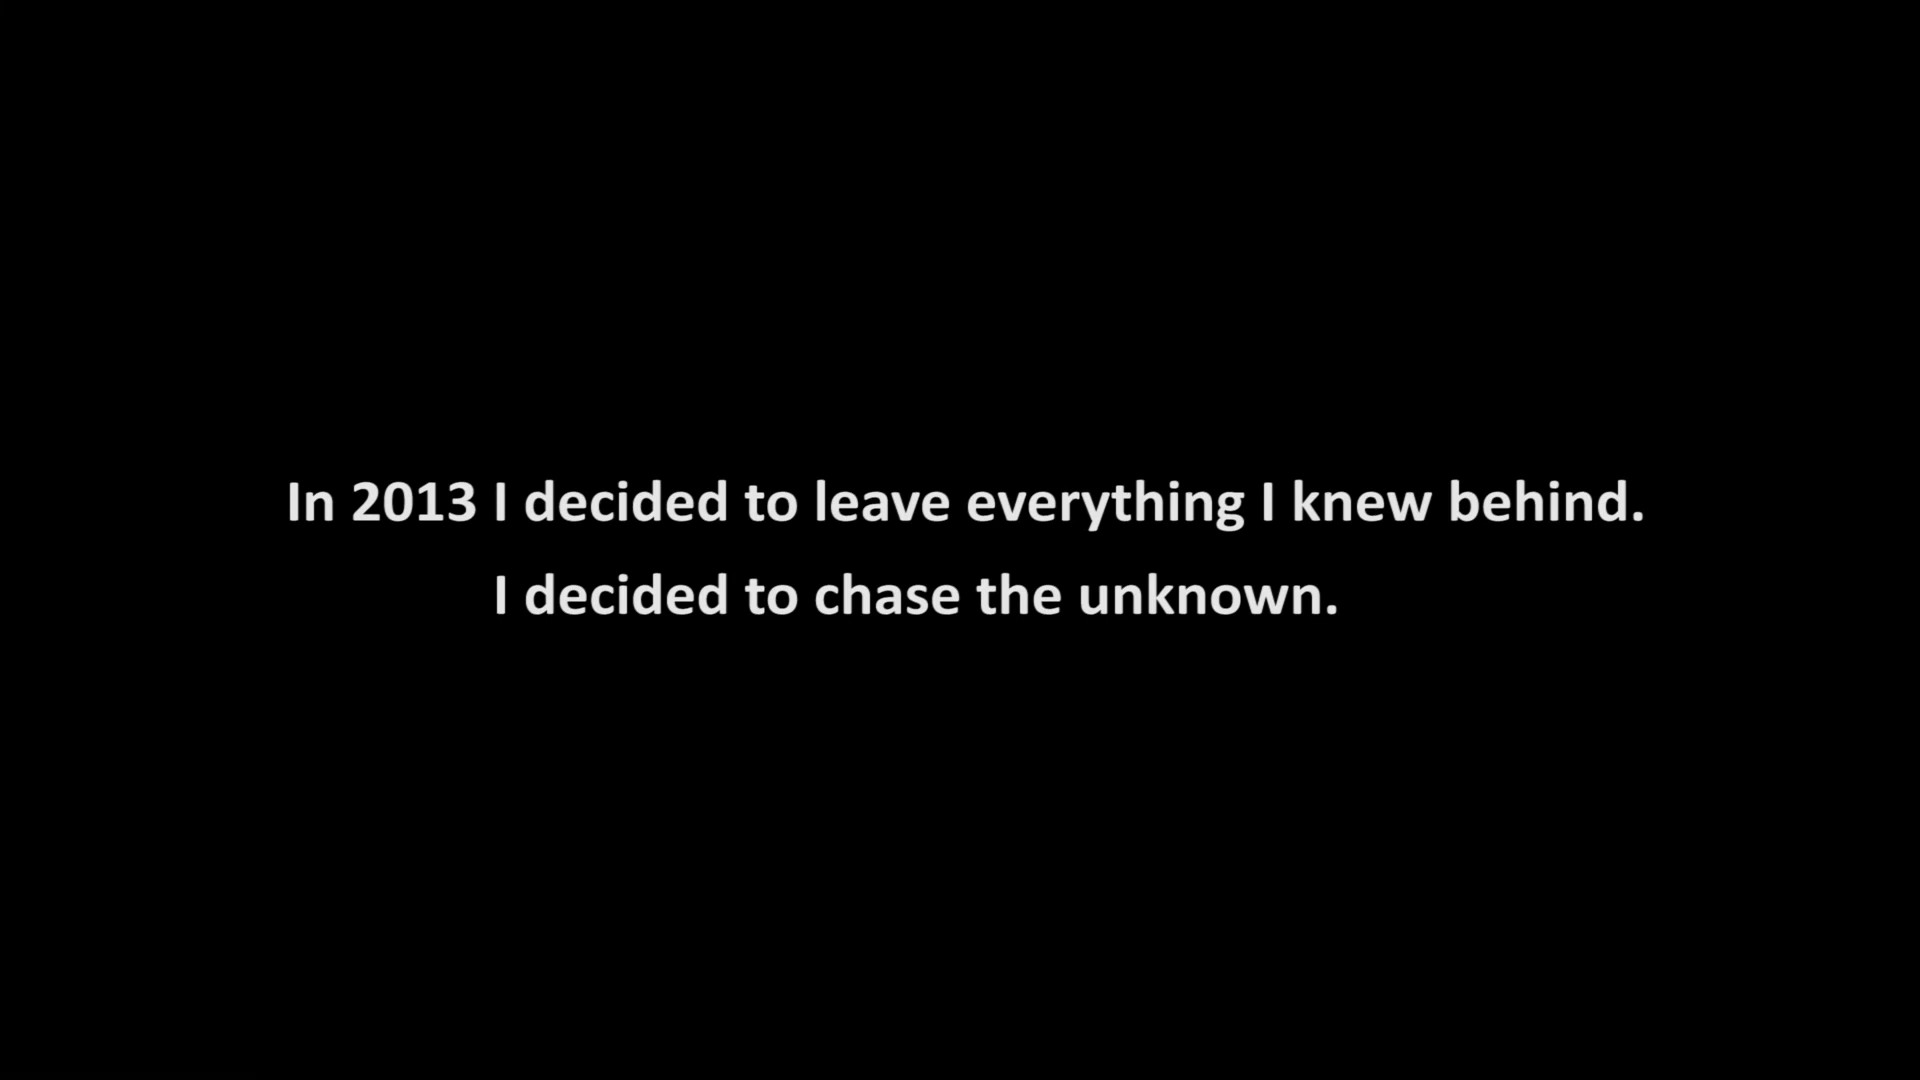 In 2013 I decided to leave everything I knew behind.
I decided to chase the unknown.